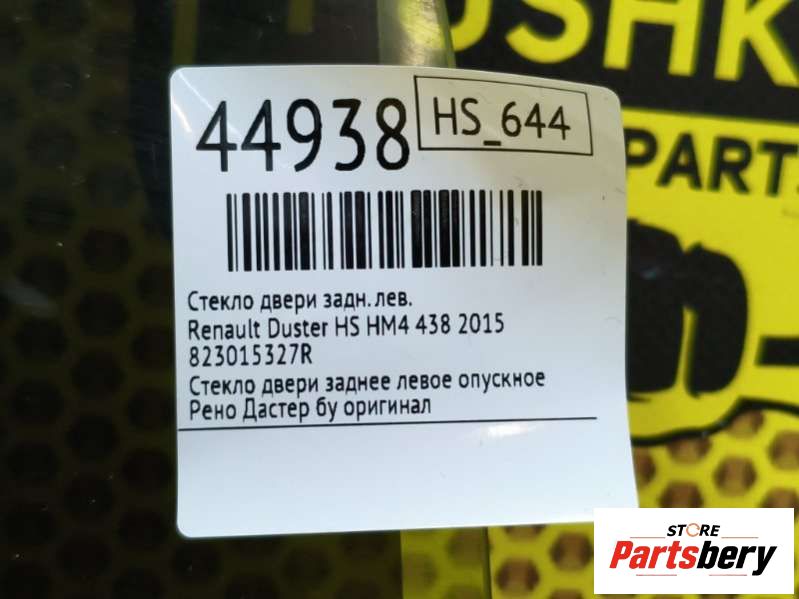 44938
HS_644
Стекло двери задн. лев.
Renault Duster HS HM4 438 2015
823015327R
Стекло двери заднее левое опускное
Рено Дастер бу оригинал
PARTS
STORE
Partsbery